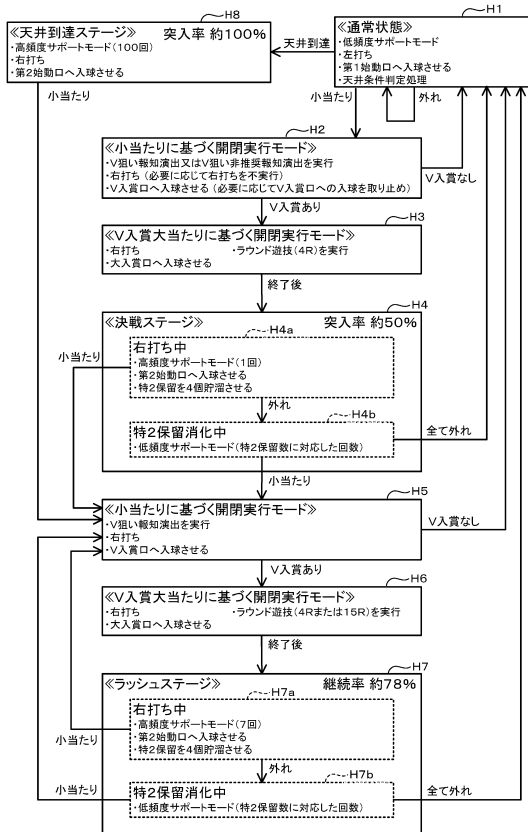 H8
《天井到達ステージ》 突入率 約100%
・高頻度サポートモード(100回)
・右打ち
・第2始動口へ入球させる
H1
《通常状態》
・低頻度サポートモード
・左打ち
・第1始動口へ入球させる
・天井条件判定処理
天井到達
小当たり
小当たり
外れ
H2
《小当たりに基づく開閉実行モード》
・V狙い報知演出又はV狙い非推奨報知演出を実行
・右打ち (必要に応じて右打ちを不実行)
・V入賞口へ入球させる (必要に応じてV入賞口への入球を取り止め)
V入賞なし
V入賞あり
H3
《V入賞大当たりに基づく開閉実行モード》
・右打ち ・ラウンド遊技(4R)を実行
・大入賞口へ入球させる
終了後
H4
《決戦ステージ》 突入率 約50%
H4a
右打ち中
・高頻度サポートモード(1回)
・第2始動口へ入球させる
・特2保留を4個貯溜させる
小当たり
外れ
H4b
特2保留消化中
・低頻度サポートモード(特2保留数に対応した回数)
全て外れ
小当たり
H5
《小当たりに基づく開閉実行モード》
・V狙い報知演出を実行
・右打ち
・V入賞口へ入球させる
V入賞なし
V入賞あり
H6
《V入賞大当たりに基づく開閉実行モード》
・右打ち ・ラウンド遊技(4Rまたは15R)を実行
・大入賞口へ入球させる
終了後
H7
《ラッシュステージ》 継続率 約78%
H7a
右打ち中
・高頻度サポートモード(7回)
・第2始動口へ入球させる
・特2保留を4個貯溜させる
小当たり
外れ
H7b
特2保留消化中
・低頻度サポートモード(特2保留数に対応した回数)
小当たり
全て外れ